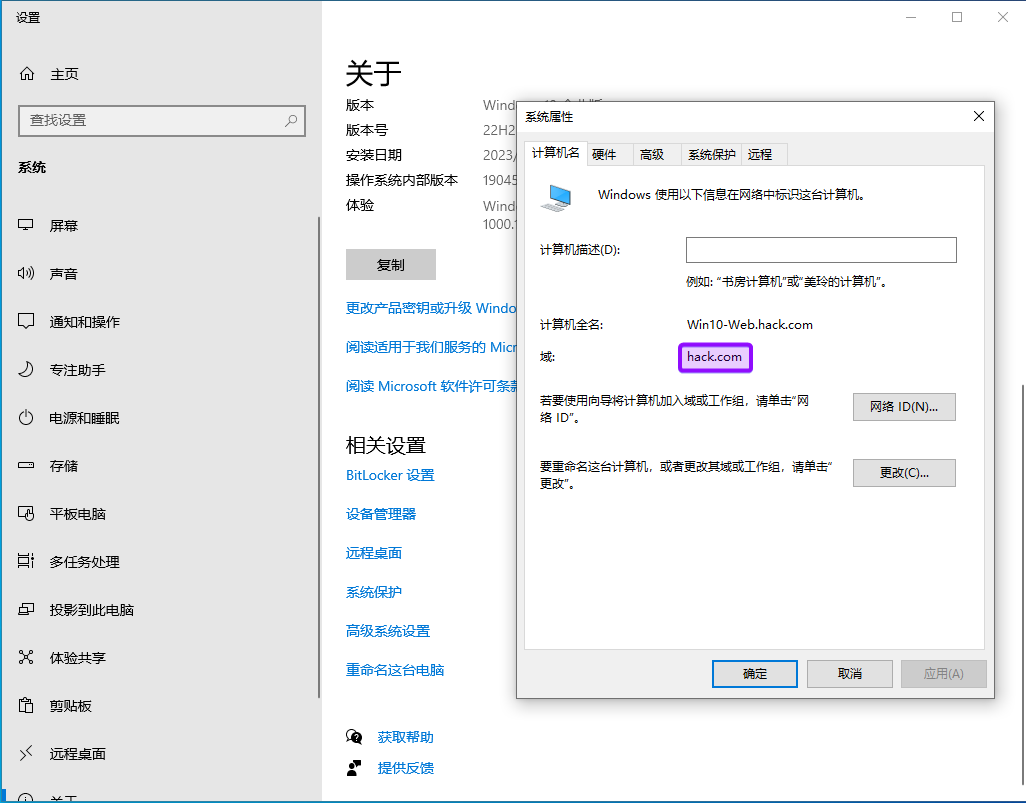 设置
主页
查找设置
系统
屏幕
声音
通知和操作
专注助手
电源和睡眠
存储
平板电脑
多任务处理
投影到此电脑
体验共享
剪贴板
远程桌面
关于
版本
版本号 22H2
安装日期 2023/
操作系统内部版本 19045
体验
1000.
复制
更改产品密钥或升级 Windo
阅读适用于我们服务的 Micr
阅读 Microsoft 软件许可条款
相关设置
BitLocker 设置
设备管理器
远程桌面
系统保护
高级系统设置
重命名这台电脑
获取帮助
提供反馈
系统属性
计算机名 硬件 高级 系统保护 远程
Windows 使用以下信息在网络中标识这台计算机。
计算机描述(D):
例如: “书房计算机”或“美玲的计算机”。
计算机全名: Win10-Web.hack.com
域: hack.com
若要使用向导将计算机加入域或工作组，请单击“网
络 ID”。
网络 ID(N)...
要重命名这台计算机，或者更改其域或工作组，请单击“
更改”。
更改(C)...
确定 取消 应用(A)